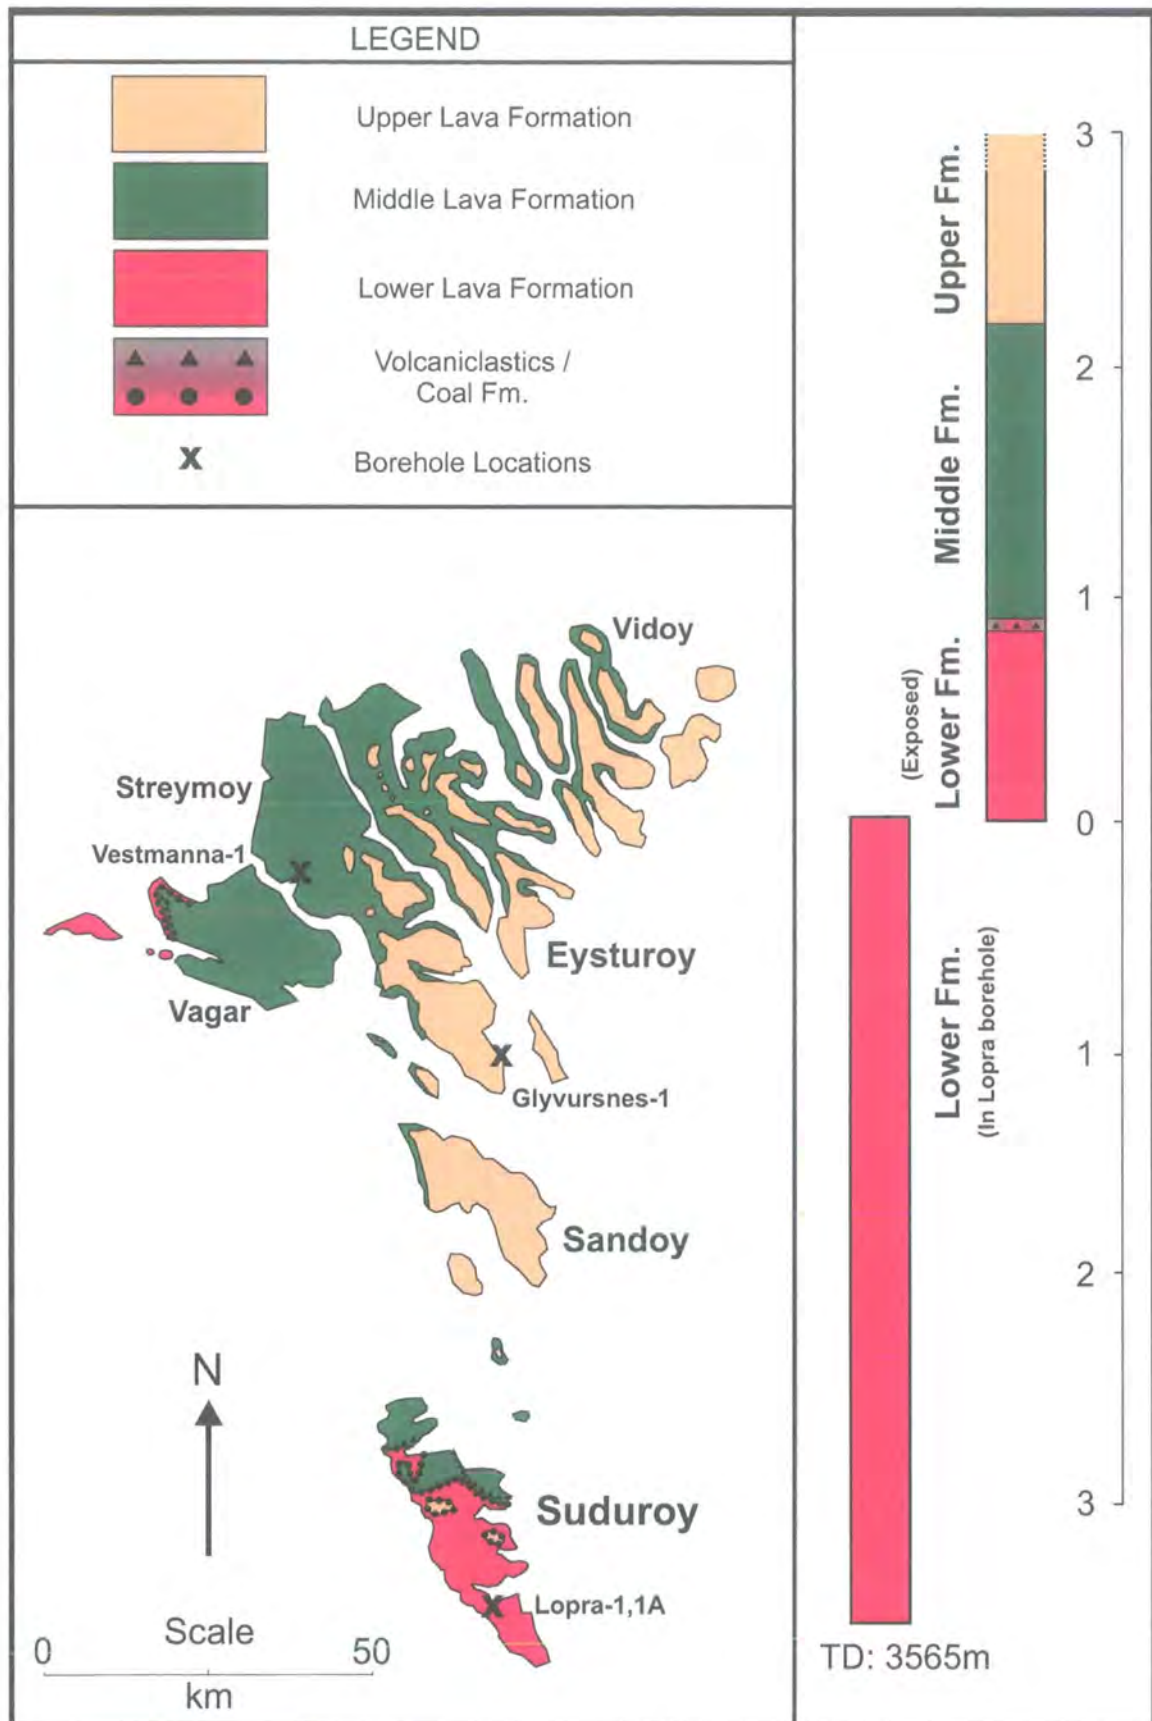 LEGEND
Upper Lava Formation
Middle Lava Formation
Lower Lava Formation
Volcaniclastics /
Coal Fm.
x
Borehole Locations
Vidoy
Streymoy
Vestmanna-1
X
Eysturoy
Vagar
X
Glyvursnes-1
Sandoy
N
Suduroy
X
Lopra-1,1A
Scale
0
50
km
Upper Fm.
Middle Fm.
Lower Fm.
(Exposed)
3
2
1
0
Lower Fm.
(In Lopra borehole)
1
2
3
TD: 3565m